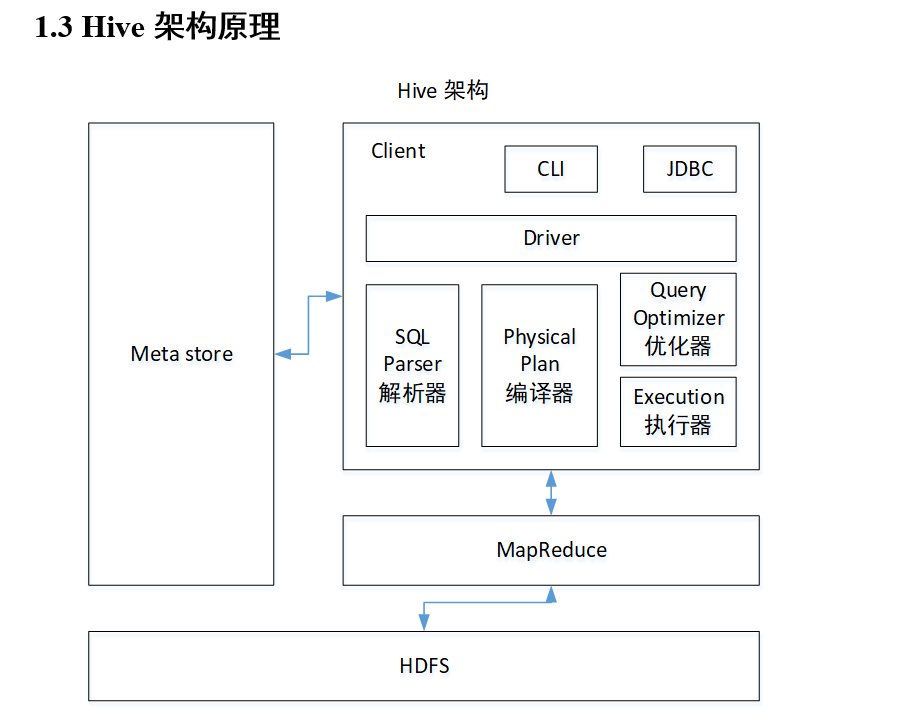 1.3 Hive 架构原理
Hive 架构
Client
CLI
JDBC
Driver
Meta store
SQL
Parser
解析器
Physical
Plan
编译器
Query
Optimizer
优化器
Execution
执行器
MapReduce
HDFS